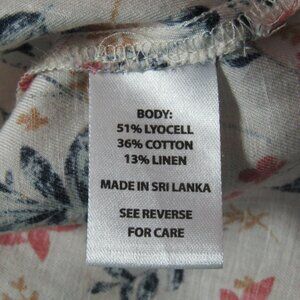 BODY:
51% LYOCELL
36% COTTON
13% LINEN
MADE IN SRI LANKA
SEE REVERSE
FOR CARE